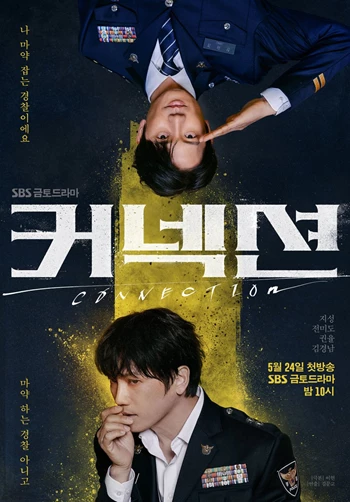 나 마약 잡는 경찰이에요
SBS 금토드라마
커넥션
CONNECTION
지성
전미도
권율
김경남
5월 24일 첫방송
SBS 금토드라마
밤 10시
마약 하는 경찰 아니고